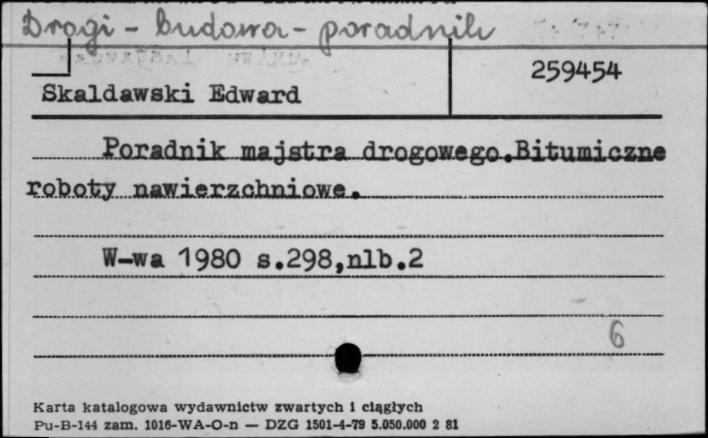 Drogi - budowa - poradnik
259454
Skaldawski Edward
Poradnik majstra drogowego.Bitumiczne
roboty nawierzchniowe.
W-wa 1980 s.298,nlb.2
6
Karta katalogowa wydawnictw zwartych i ciągłych
Pu-B-144 zam. 1016-WA-O-n — DZG 1501-4-79 5.050.000 2 81